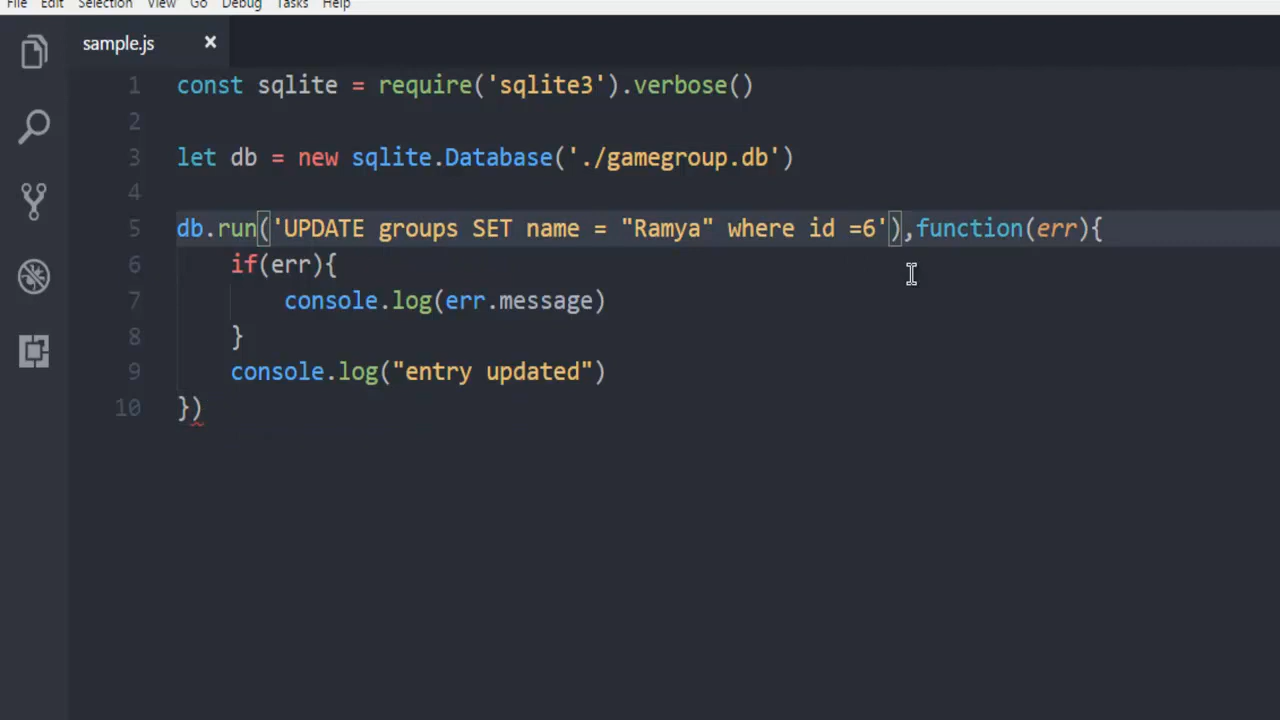 File Edit Selection View Go Debug Tasks Help
sample.js ×
1 const sqlite = require('sqlite3').verbose()
2
3 let db = new sqlite.Database('./gamegroup.db')
4
5 db.run('UPDATE groups SET name = "Ramya" where id =6'),function(err){
6     if(err){
7         console.log(err.message)
8     }
9     console.log("entry updated")
10 })